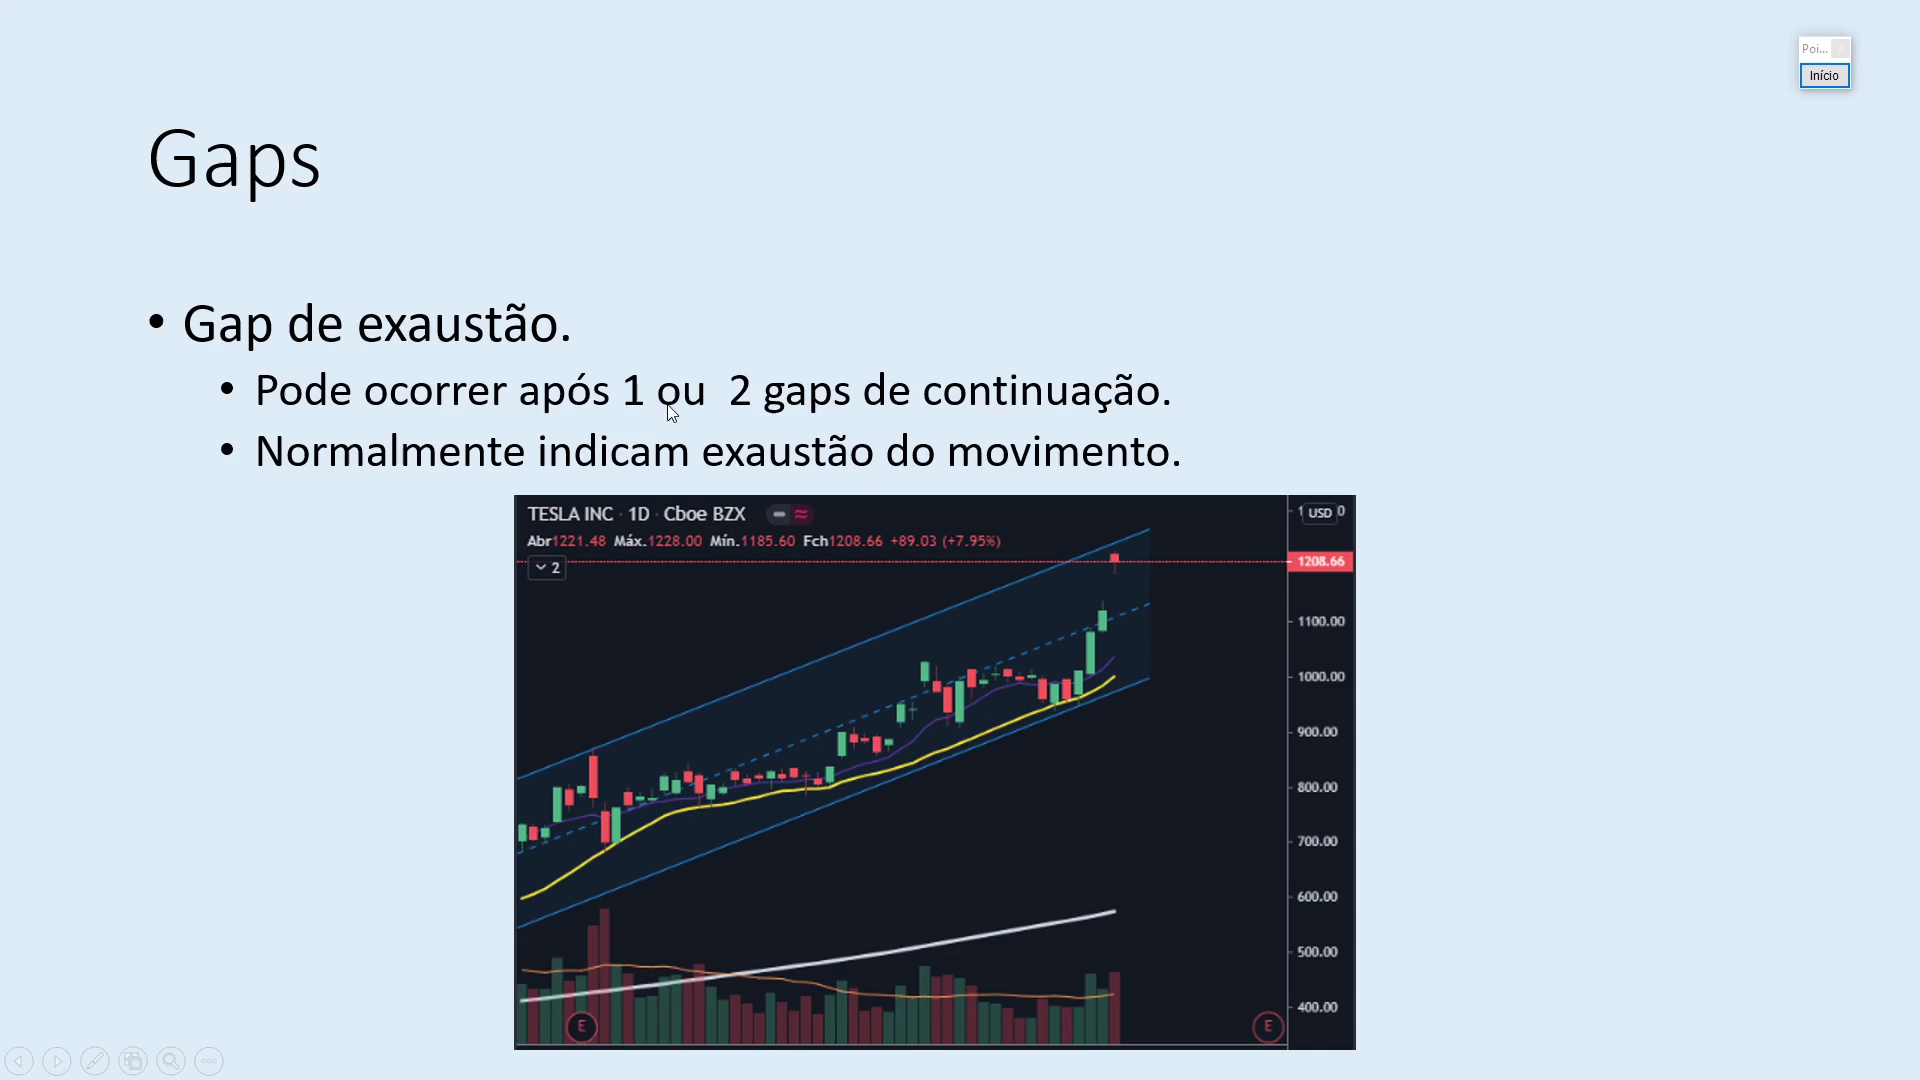 Poi...
Início
Gaps
• Gap de exaustão.
• Pode ocorrer após 1 ou  2 gaps de continuação.
• Normalmente indicam exaustão do movimento.
TESLA INC · 1D · Cboe BZX
USD
Abr1221.48 Máx.1228.00 Mín.1185.60 Fch1208.66 +89.03 (+7.95%)
2
1208.66
1100.00
1000.00
900.00
800.00
700.00
600.00
500.00
400.00
E
E